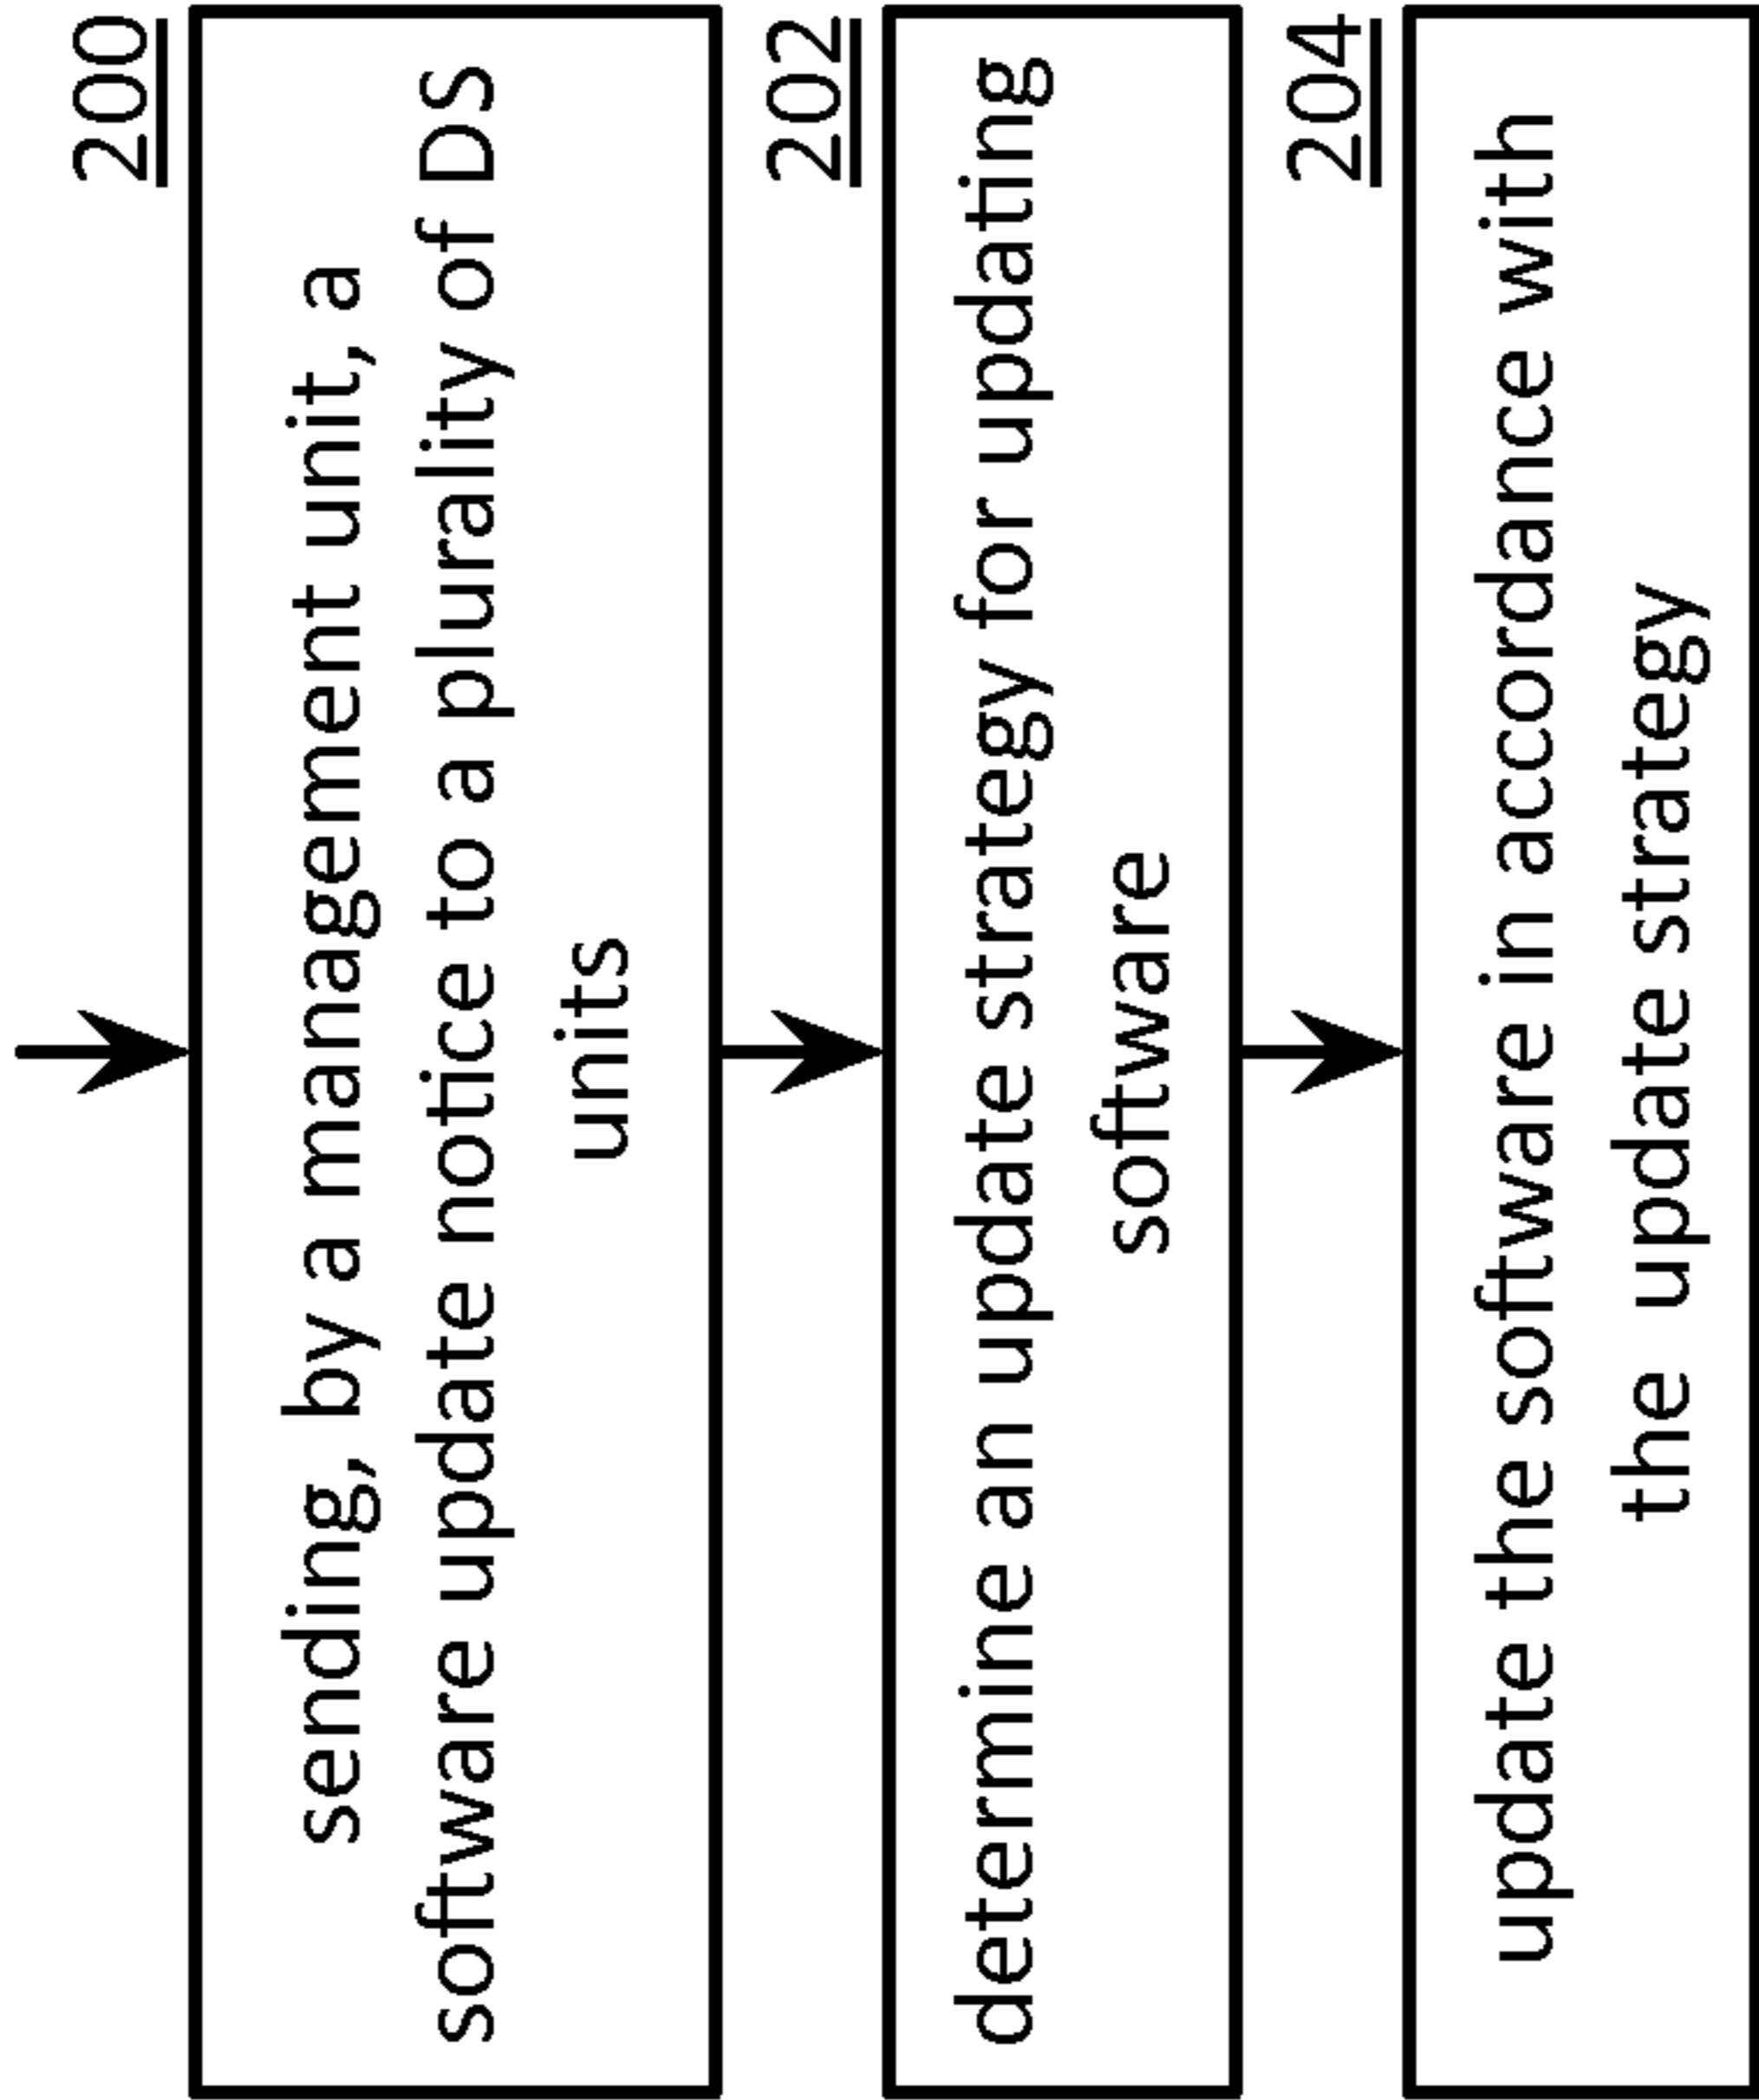 200
sending, by a management unit, a
software update notice to a plurality of DS
units
202
determine an update strategy for updating
software
204
update the software in accordance with
the update strategy